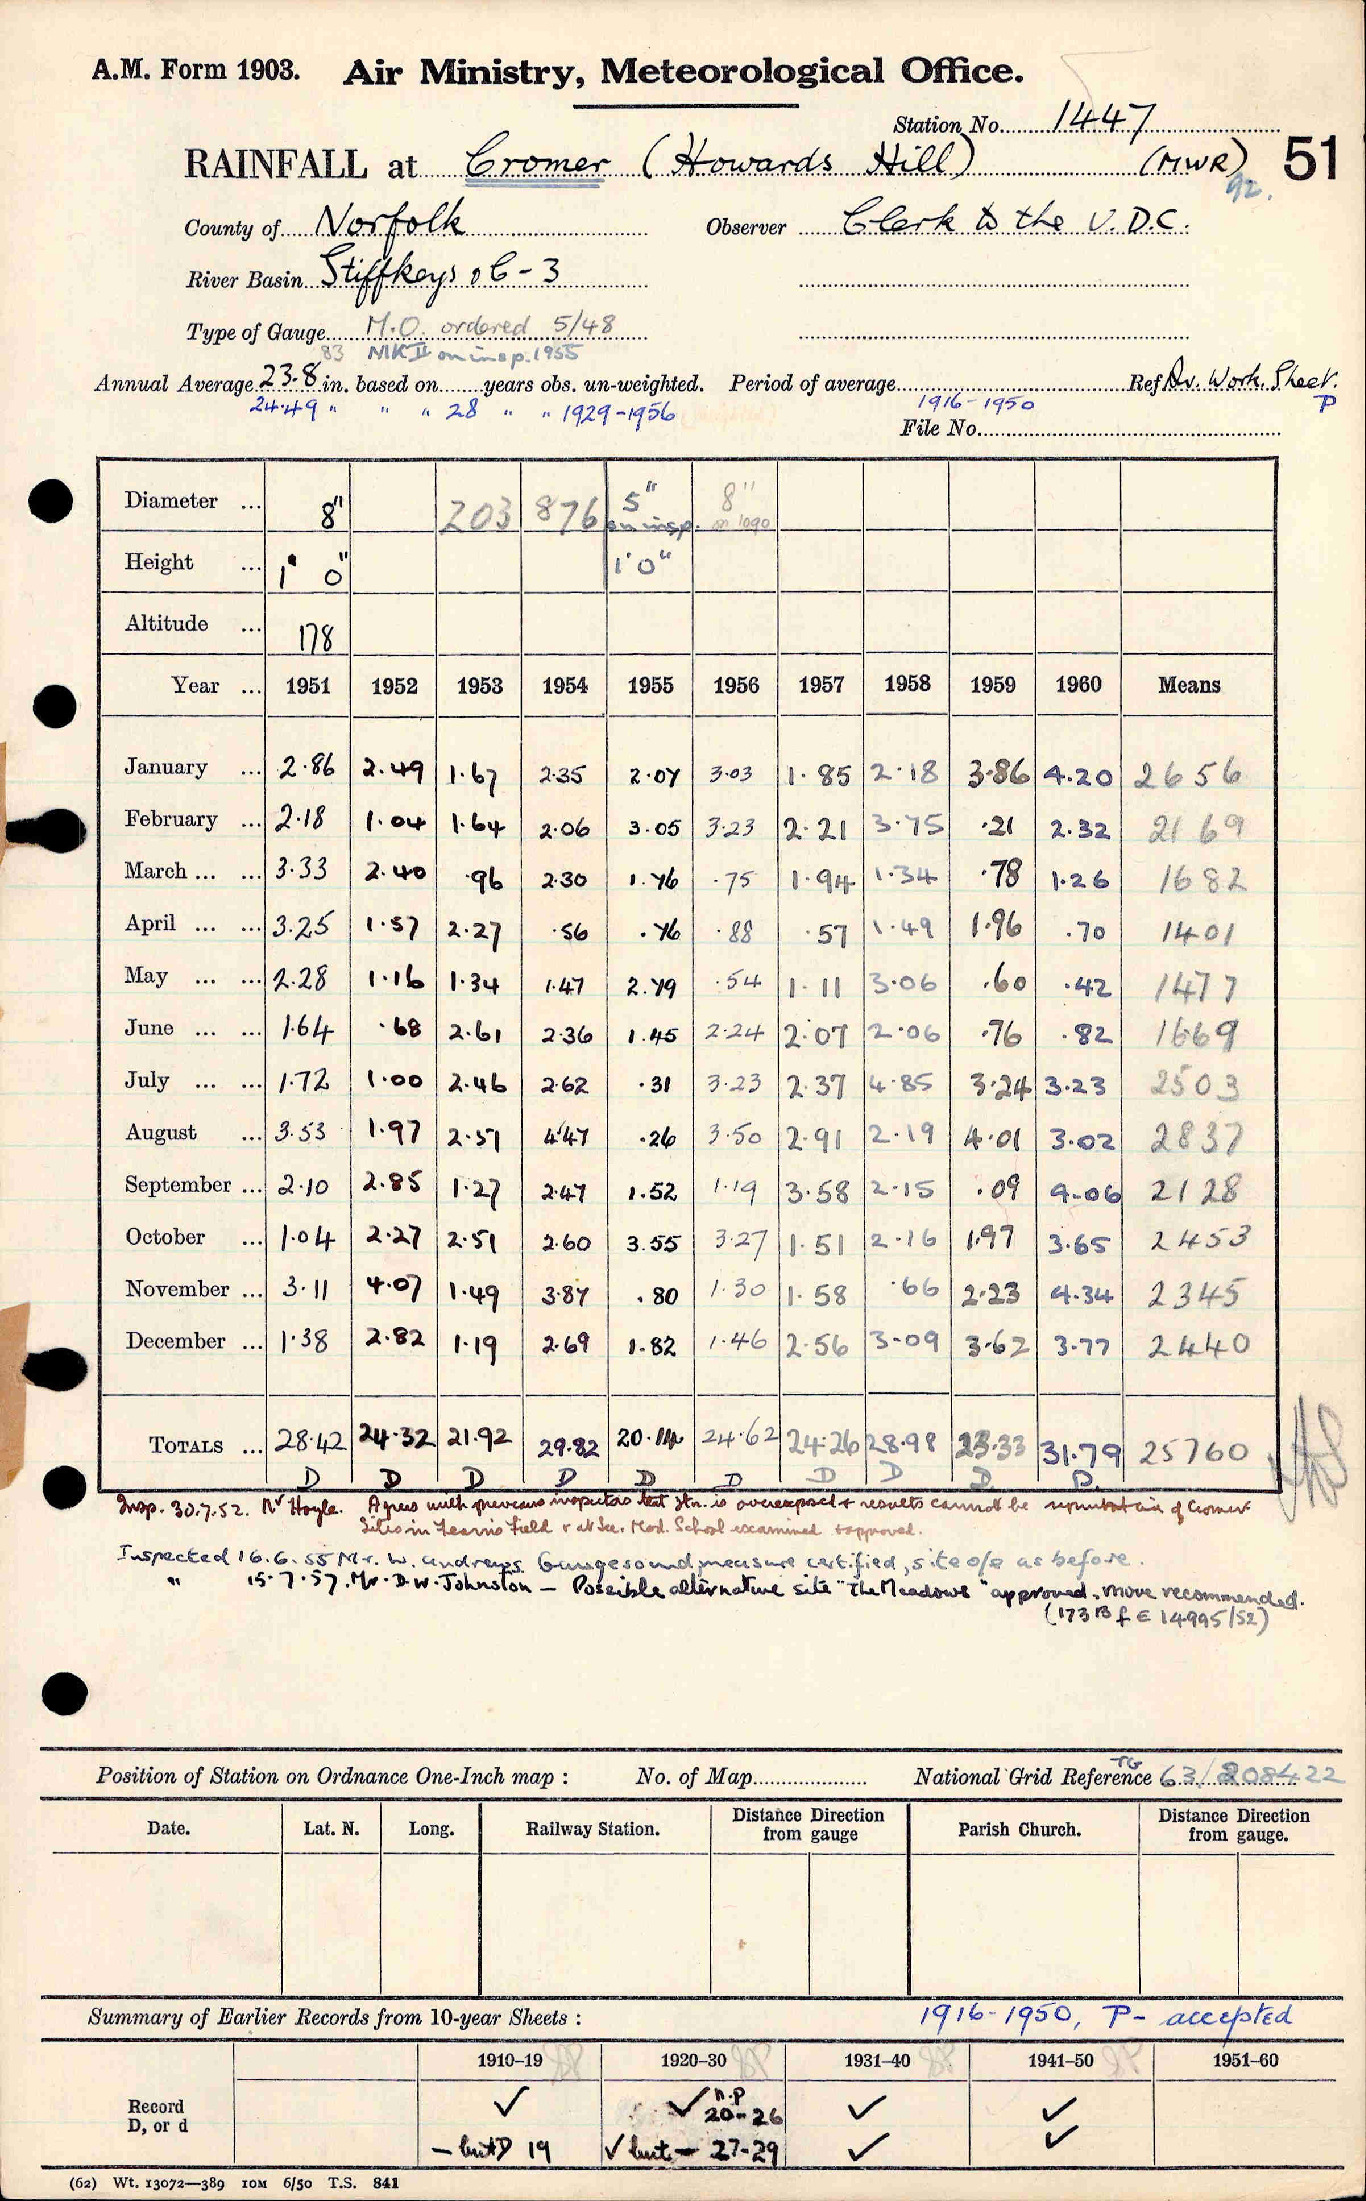 A.M. Form 1903. Air Ministry, Meteorological Office.
Station No. 1447
RAINFALL at Cromer (Howards Hill) (MWR) 51
92.
County of Norfolk Observer Clerk to the U.D.C.
River Basin Stiffkeys &C-3
Type of Gauge M.O. ordered 5/48
83 MK II on insp. 1955
Annual Average 23.8 in. based on years obs. un-weighted. Period of average Ref Av. Work. Sheet.
24.49 " " " 28 " " 1929-1956 1916-1950 P
File No.
Diameter ... 8" 203 876 5" on insp. 8"
Height ... 1' 0" 1'0"
Altitude ... 178
Year ... 1951 1952 1953 1954 1955 1956 1957 1958 1959 1960 Means
January ... 2.86 2.49 1.67 2.35 2.07 3.03 1.85 2.18 3.86 4.20 2656
February ... 2.18 1.04 1.64 2.06 3.05 3.23 2.21 3.75 .21 2.32 2169
March ... ... 3.33 2.40 .96 2.30 1.76 .75 1.94 1.34 .78 1.26 1682
April ... ... 3.25 1.57 2.27 .56 .76 .88 .57 1.49 1.96 .70 1401
May ... ... 2.28 1.16 1.34 1.47 2.79 .54 1.11 3.06 .60 .42 1477
June ... ... 1.64 .68 2.61 2.36 1.45 2.24 2.07 2.06 .76 .82 1669
July ... ... 1.72 1.00 2.46 2.62 .31 3.23 2.37 4.85 3.24 3.23 2503
August ... 3.53 1.97 2.51 4.47 .26 3.50 2.91 2.19 4.01 3.02 2837
September ... 2.10 2.85 1.27 2.47 1.52 1.19 3.58 2.15 .09 4.06 2128
October ... 1.04 2.27 2.51 2.60 3.55 3.27 1.51 2.16 1.97 3.65 2453
November ... 3.11 4.07 1.49 3.87 .80 1.30 1.58 .66 2.23 4.34 2345
December ... 1.38 2.82 1.19 2.69 1.82 1.46 2.56 3.09 3.62 3.77 2440
TOTALS ... 28.42 24.32 21.92 29.82 20.14 24.62 24.26 28.98 23.33 31.79 25760
D D D D D D D D D D.
Insp. 30.7.52. Mr Hoyle. Agrees with previous inspectors that stn. is overexposed & results cannot be representative of Cromer.
Sites in Tennis Field & at Sec. Mod. School examined & approved.
Inspected 16.6.55 Mr. W. Andrews. Gauge sound, measure certified, site o/e as before.
" 15.7.57. Mr. D.W. Johnston - Possible alternative site "The Meadows" approved, move recommended.
(173 B f E 14995/52)
Position of Station on Ordnance One-Inch map : No. of Map National Grid Reference TG 63/208422
Date. Lat. N. Long. Railway Station. Distance from gauge Direction Parish Church. Distance Direction from gauge.
Summary of Earlier Records from 10-year Sheets : 1916-1950, P- accepted
1910-19 1920-30 1931-40 1941-50 1951-60
Record D, or d ✓ ✓ n.p 20-26 ✓ ✓
- but D 19 ✓ but - 27-29 ✓ ✓
(62) Wt. 13072—389 10M 6/50 T.S. 841